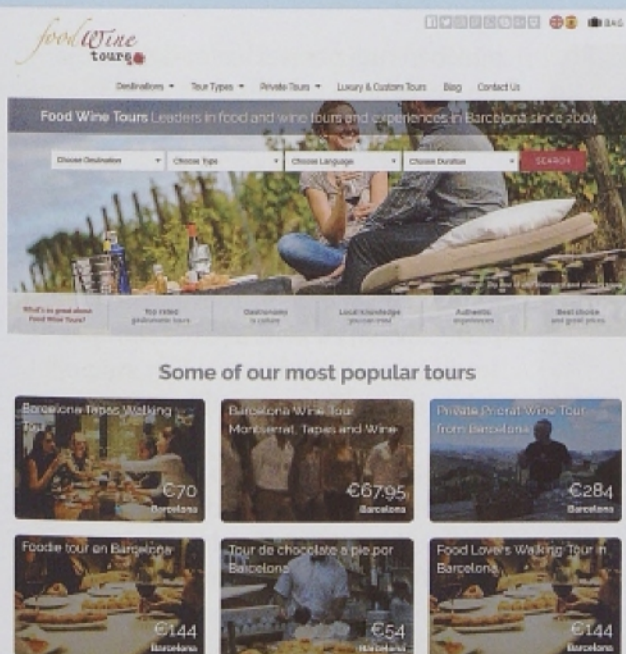 food wine
tours
BAG
Destinations
Tour Types
Private Tours
Luxury & Custom Tours
Blog
Contact Us
Food Wine Tours Leaders in food and wine tours and experiences in Barcelona since 2004
Choose Destination
Choose Type
Choose Language
Choose Duration
SEARCH
What's so great about
Food Wine Tours?
Top rated
gastronomic tours
Gastronomy
is culture
Local knowledge
you can trust
Authentic
experiences
Best choice
and great prices
Some of our most popular tours
Barcelona Tapas Walking
Tour
€70
Barcelona
Barcelona Wine Tour
Montserrat, Tapas and Wine
€67.95
Barcelona
Private Priorat Wine Tour
from Barcelona
€284
Barcelona
Foodie tour en Barcelona
€144
Barcelona
Tour de chocolate a pie por
Barcelona
€54
Barcelona
Food Lovers Walking Tour in
Barcelona
€144
Barcelona